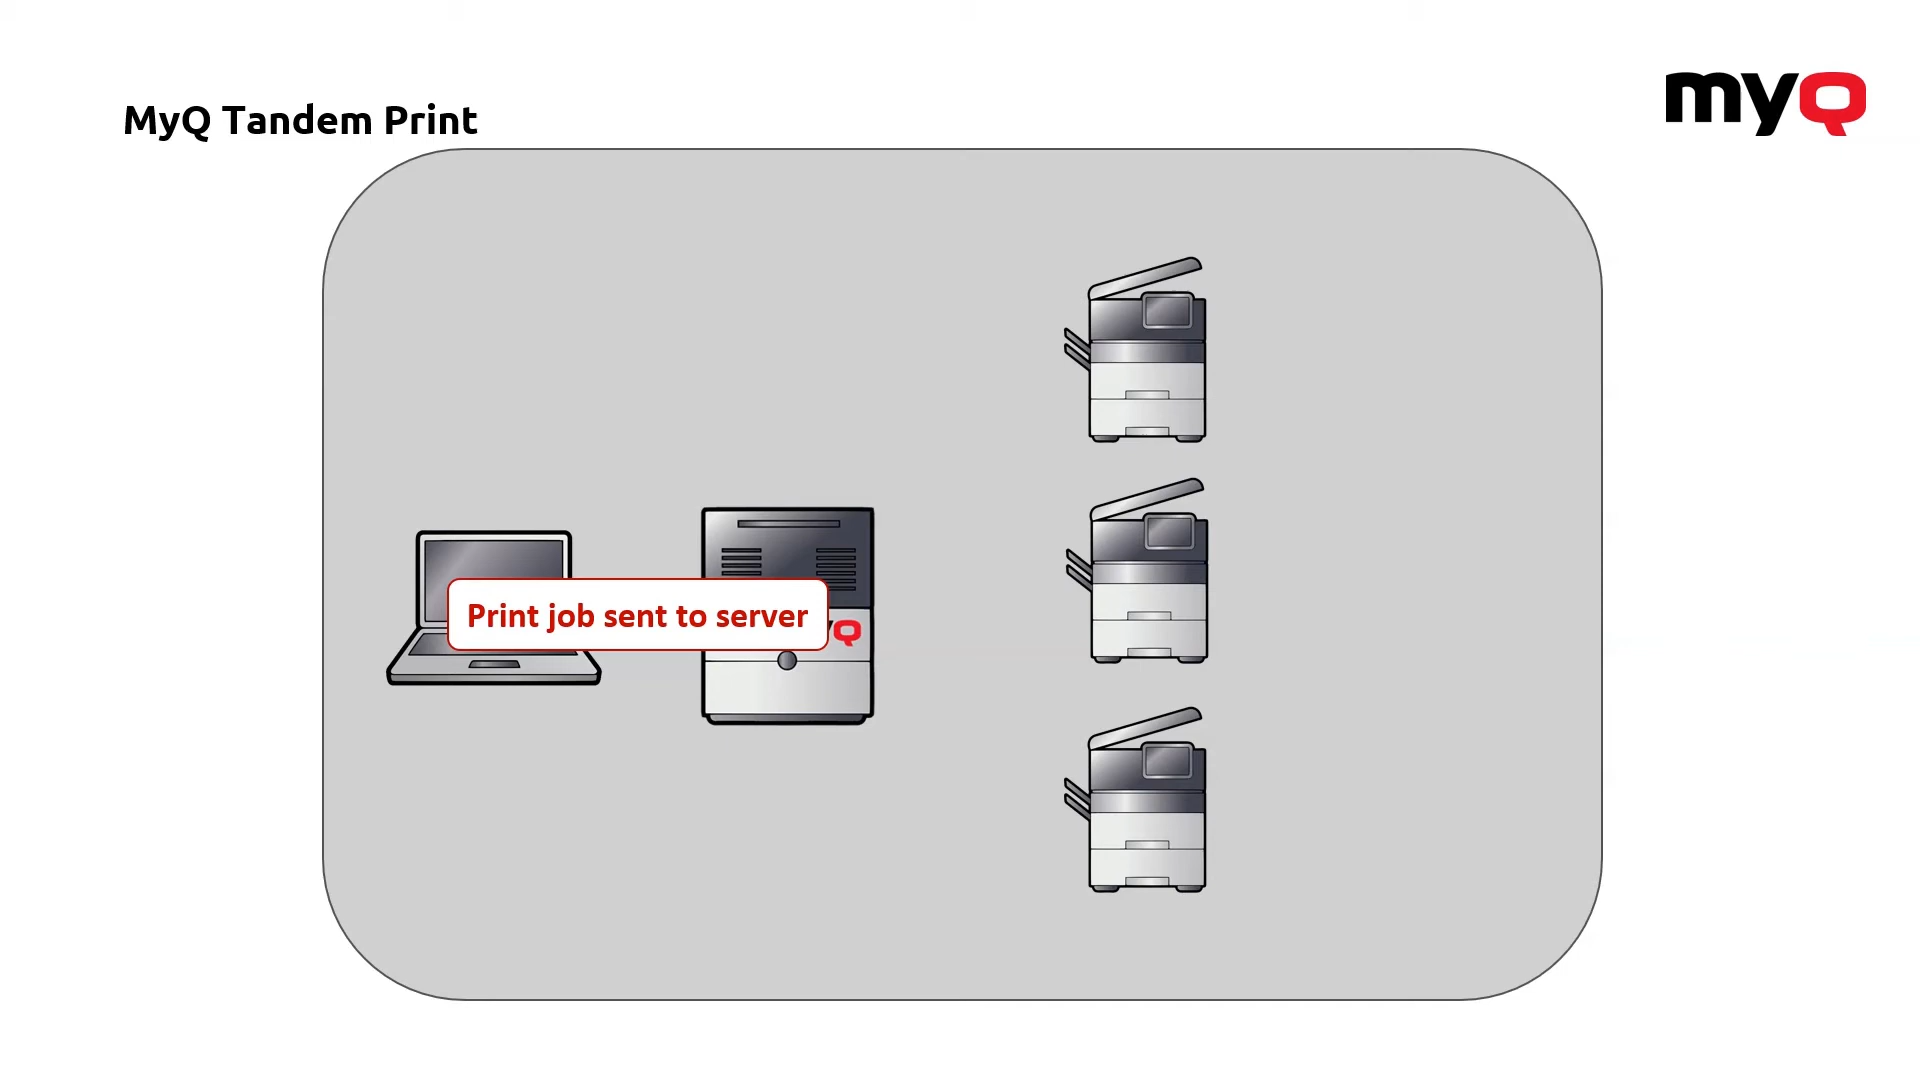 MyQ Tandem Print
myQ
Print job sent to server
Q